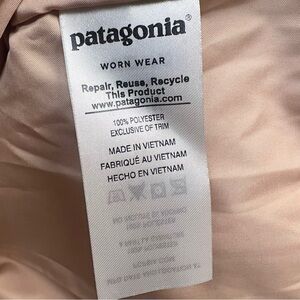 patagonia®
WORN WEAR
Repair, Reuse, Recycle
This Product
www.patagonia.com
100% POLYESTER
EXCLUSIVE OF TRIM
MADE IN VIETNAM
FABRIQUÉ AU VIETNAM
HECHO EN VIETNAM